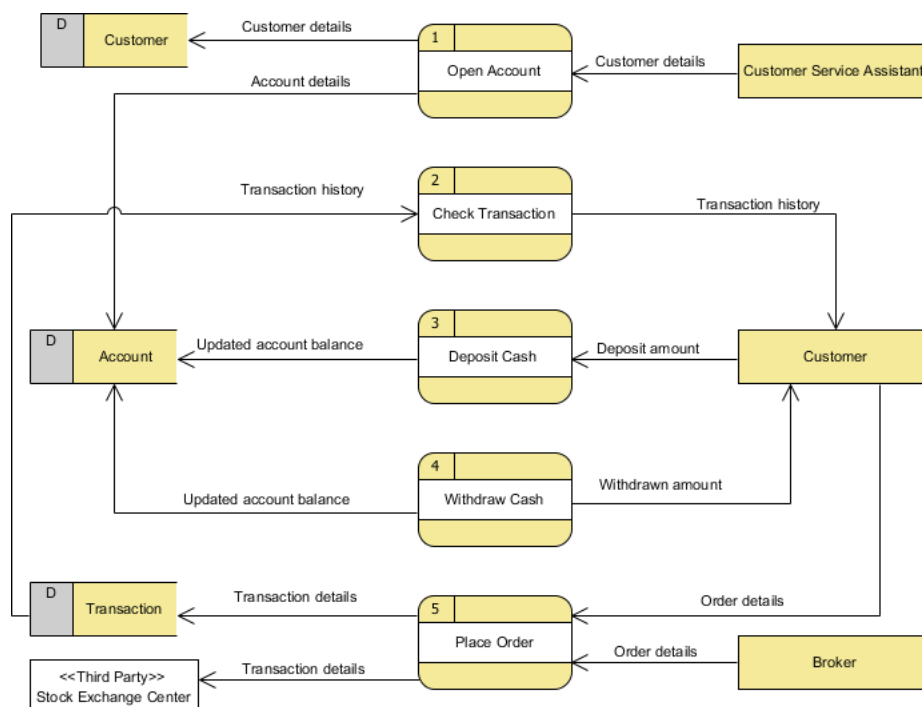 D
Customer
Customer details
1
Open Account
Customer details
Customer Service Assistant
Account details
2
Transaction history
Check Transaction
Transaction history
D
Account
Updated account balance
3
Deposit Cash
Deposit amount
Customer
4
Updated account balance
Withdraw Cash
Withdrawn amount
D
Transaction
Transaction details
5
Place Order
Order details
Order details
Broker
<<Third Party>>
Stock Exchange Center
Transaction details